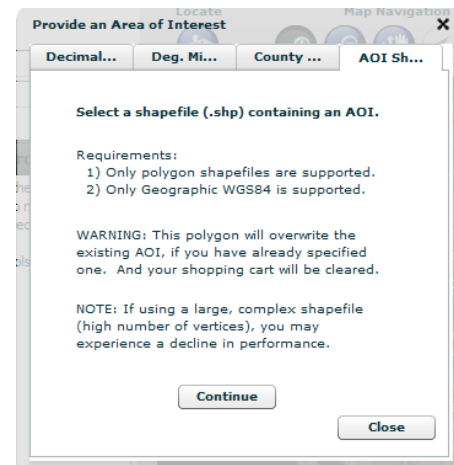 Locate
Map Navigation
Provide an Area of Interest
Decimal...
Deg. Mi...
County ...
AOI Sh...
Select a shapefile (.shp) containing an AOI.
Requirements:
1) Only polygon shapefiles are supported.
2) Only Geographic WGS84 is supported.
WARNING: This polygon will overwrite the
existing AOI, if you have already specified
one.  And your shopping cart will be cleared.
NOTE: If using a large, complex shapefile
(high number of vertices), you may
experience a decline in performance.
Continue
Close